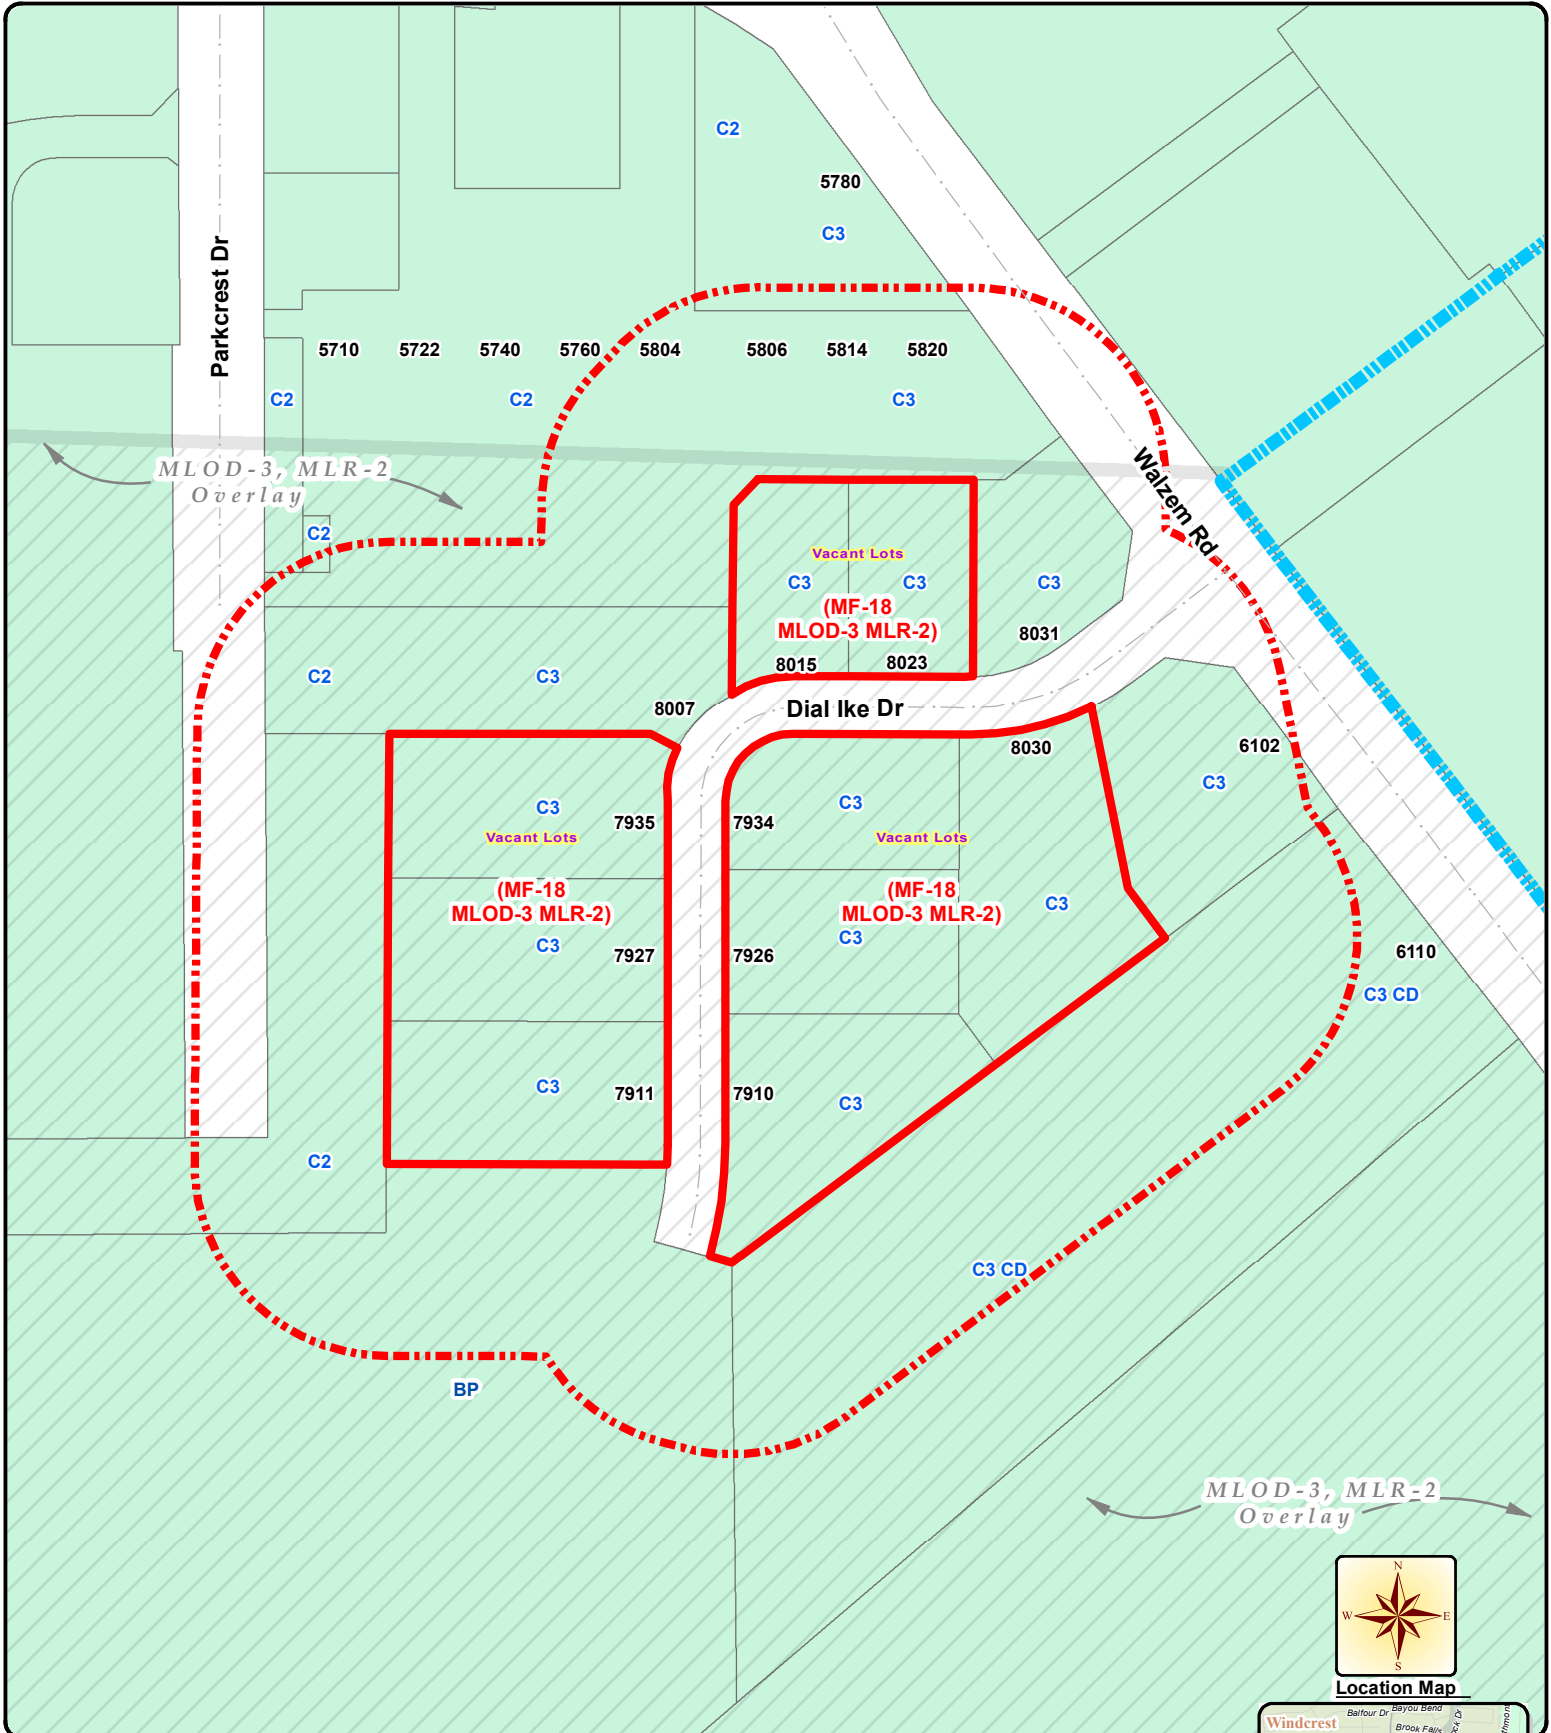 C2
5780
C3
Parkcrest Dr
5710
5722
5740
5760
5804
5806
5814
5820
C2
C2
C3
MLOD-3, MLR-2
Overlay
Walzem Rd
C2
Vacant Lots
C3
C3
C3
(MF-18
MLOD-3 MLR-2)
8031
8015
8023
C2
C3
8007
Dial Ike Dr
8030
6102
C3
C3
7935
7934
C3
Vacant Lots
Vacant Lots
(MF-18
MLOD-3 MLR-2)
(MF-18
MLOD-3 MLR-2)
C3
C3
C3
7927
7926
6110
C3 CD
C3
7911
7910
C3
C2
C3 CD
BP
MLOD-3, MLR-2
Overlay
N
W
E
S
Location Map
Windcrest
Balfour Dr
Bayou Bend
Brook Falls